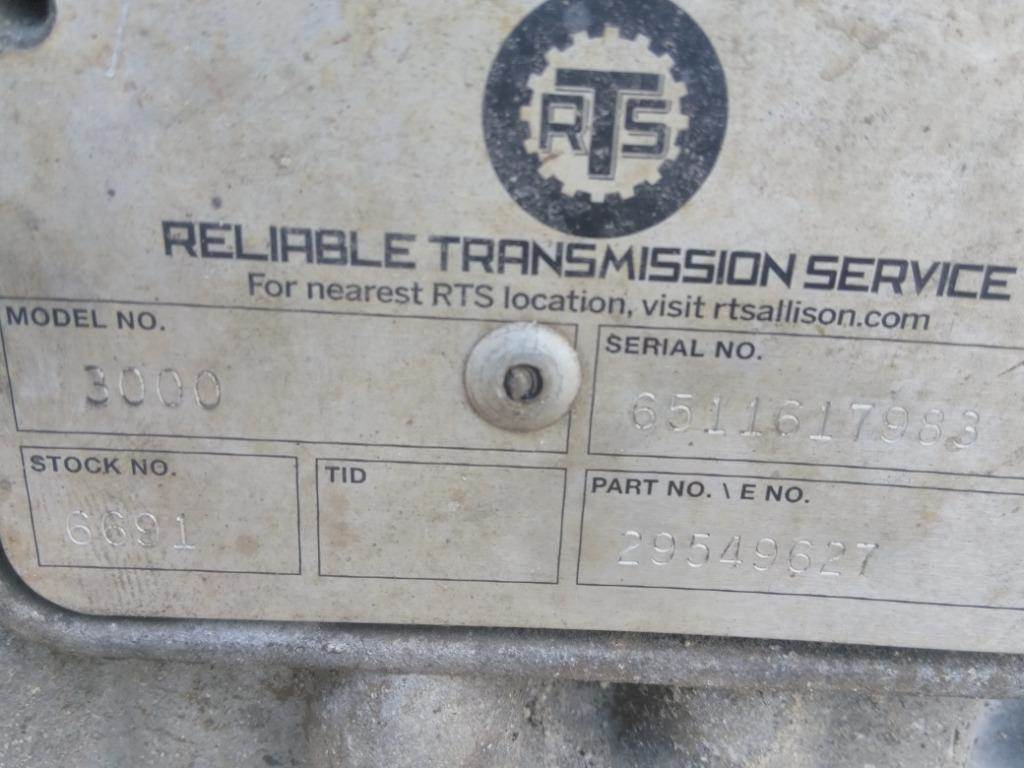 RTS
RELIABLE TRANSMISSION SERVICE
For nearest RTS location, visit rtsallison.com
MODEL NO.
3000
SERIAL NO.
6511617983
STOCK NO.
6691
TID
PART NO. \ E NO.
29549627